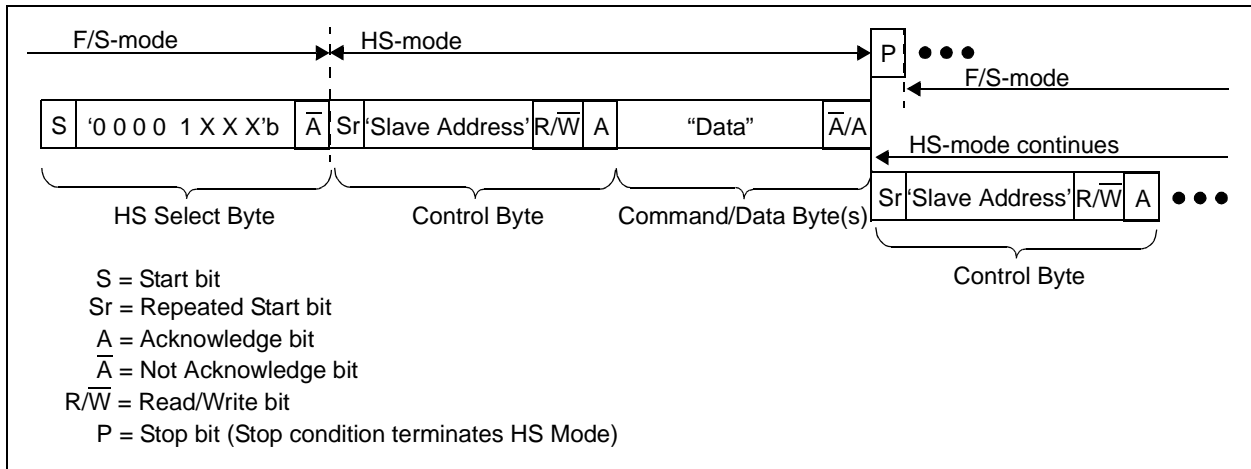 F/S-mode HS-mode P
F/S-mode
S ‘0 0 0 0 1 X X X’b A̅ Sr ‘Slave Address’ R/W̅ A “Data” A̅/A
HS-mode continues
Sr ‘Slave Address’ R/W̅ A
HS Select Byte Control Byte Command/Data Byte(s)
Control Byte
S = Start bit
Sr = Repeated Start bit
A = Acknowledge bit
A̅ = Not Acknowledge bit
R/W̅ = Read/Write bit
P = Stop bit (Stop condition terminates HS Mode)